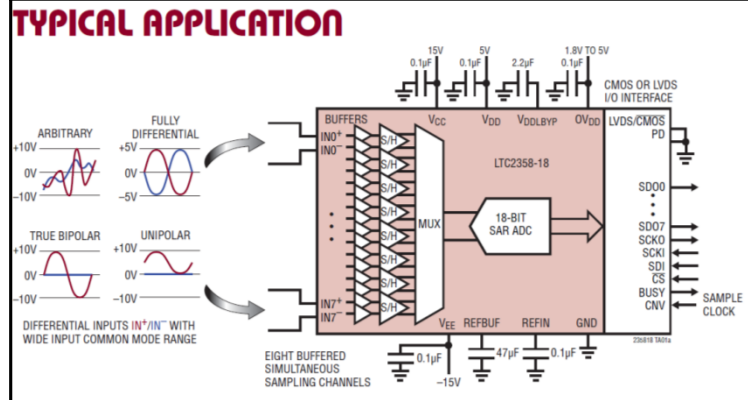 TYPICAL APPLICATION
15V
5V
1.8V TO 5V
0.1µF
0.1µF
2.2µF
0.1µF
CMOS OR LVDS
I/O INTERFACE
ARBITRARY
FULLY
DIFFERENTIAL
+10V
0V
–10V
+5V
0V
–5V
TRUE BIPOLAR
UNIPOLAR
+10V
0V
–10V
+10V
0V
–10V
DIFFERENTIAL INPUTS IN+/IN– WITH
WIDE INPUT COMMON MODE RANGE
BUFFERS
VCC
VDD
VDDLBYP
OVDD
IN0+
IN0–
S/H
S/H
S/H
S/H
S/H
S/H
S/H
S/H
IN7+
IN7–
MUX
LTC2358-18
18-BIT
SAR ADC
VEE
REFBUF
REFIN
GND
LVDS/CMOS
PD
SDO0
SDO7
SCKO
SCKI
SDI
CS
BUSY
CNV
SAMPLE
CLOCK
235818 TA01a
EIGHT BUFFERED
SIMULTANEOUS
SAMPLING CHANNELS
0.1µF
–15V
47µF
0.1µF